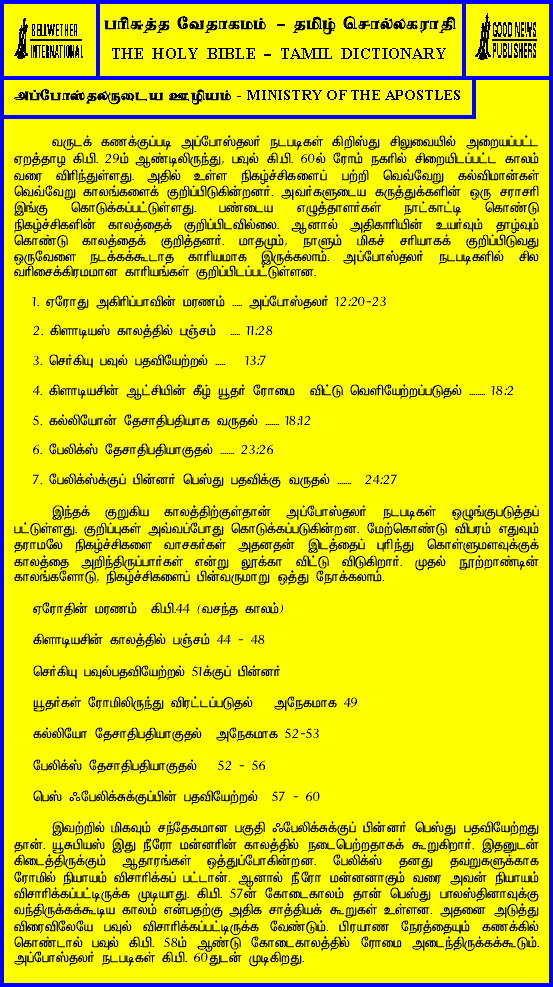 BELLWETHER
INTERNATIONAL
பரிசுத்த வேதாகமம் – தமிழ் சொல்லகராதி
THE HOLY BIBLE – TAMIL DICTIONARY
GOOD NEWS
PUBLISHERS
அப்போஸ்தலருடைய ஊழியம் - MINISTRY OF THE APOSTLES
வருடக் கணக்குப்படி அப்போஸ்தலர் நடபடிகள் கிறிஸ்து சிலுவையில் அறையப்பட்ட
ஏறத்தாழ கி.பி. 29ம் ஆண்டிலிருந்து, பவுல் கி.பி. 60ல் ரோம் நகரில் சிறையிடப்பட்ட காலம்
வரை விரிந்துள்ளது. அதில் உள்ள நிகழ்ச்சிகளைப் பற்றி வெவ்வேறு கல்விமான்கள்
வெவ்வேறு காலங்களைக் குறிப்பிடுகின்றனர். அவர்களுடைய கருத்துக்களின் ஒரு சராசரி
இங்கு கொடுக்கப்பட்டுள்ளது. பண்டைய எழுத்தாளர்கள் நாட்காட்டி கொண்டு
நிகழ்ச்சிகளின் காலத்தைக் குறிப்பிடவில்லை. ஆனால் அதிகாரியின் உயர்வும் தாழ்வும்
கொண்டு காலத்தைக் குறித்தனர். மாதமும், நாளும் மிகச் சரியாகக் குறிப்பிடுவது
ஒருவேளை நடக்கக்கூடாத காரியமாக இருக்கலாம். அப்போஸ்தலர் நடபடிகளில் சில
வரிசைக்கிரமமான காரியங்கள் குறிப்பிடப்பட்டுள்ளன.
1. ஏரோது அகிரிப்பாவின் மரணம் ..... அப்போஸ்தலர் 12:20-23
2. கிளாடியஸ் காலத்தில் பஞ்சம் ..... 11:28
3. செர்கியு பவுல் பதவியேற்றல் ..... 13:7
4. கிளாடியசின் ஆட்சியின் கீழ் யூதர் ரோமை விட்டு வெளியேற்றப்படுதல் ........ 18:2
5. கல்லியோன் தேசாதிபதியாக வருதல் ....... 18:12
6. பேலிக்ஸ் தேசாதிபதியாகுதல் ....... 23:26
7. பேலிக்ஸ்க்குப் பின்னர் பெஸ்து பதவிக்கு வருதல் ....... 24:27
இந்தக் குறுகிய காலத்திற்குள்தான் அப்போஸ்தலர் நடபடிகள் ஒழுங்குபடுத்தப்
பட்டுள்ளது. குறிப்புகள் அவ்வப்போது கொடுக்கப்படுகின்றன. மேற்கொண்டு விபரம் எதுவும்
தராமலே நிகழ்ச்சிகளை வாசகர்கள் அதனதன் இடத்தைப் புரிந்து கொள்ளுமளவுக்குக்
காலத்தை அறிந்திருப்பார்கள் என்று லூக்கா விட்டு விடுகிறார். முதல் நூற்றாண்டின்
காலங்களோடு, நிகழ்ச்சிகளைப் பின்வருமாறு ஒத்து நோக்கலாம்.
ஏரோதின் மரணம் கி.பி.44 (வசந்த காலம்)
கிளாடியசின் காலத்தில் பஞ்சம் 44 - 48
செர்கியு பவுல்பதவியேற்றல் 51க்குப் பின்னர்
யூதர்கள் ரோமிலிருந்து விரட்டப்படுதல் அநேகமாக 49
கல்லியோ தேசாதிபதியாகுதல் அநேகமாக 52-53
பேலிக்ஸ் தேசாதிபதியாகுதல் 52 - 56
பெஸ் ஃபேலிக்சுக்குப்பின் பதவியேற்றல் 57 - 60
இவற்றில் மிகவும் சந்தேகமான பகுதி ஃபேலிக்சுக்குப் பின்னர் பெஸ்து பதவியேற்றது
தான். யூசுபியஸ் இது நீரோ மன்னரின் காலத்தில் நடைபெற்றதாகக் கூறுகிறார். இதனுடன்
கிடைத்திருக்கும் ஆதாரங்கள் ஒத்துப்போகின்றன. பேலிக்ஸ் தனது தவறுகளுக்காக
ரோமில் நியாயம் விசாரிக்கப் பட்டான். ஆனால் நீரோ மன்னனாகும் வரை அவன் நியாயம்
விசாரிக்கப்பட்டிருக்க முடியாது. கி.பி. 57ன் கோடைகாலம் தான் பெஸ்து பாலஸ்தினாவுக்கு
வந்திருக்கக்கூடிய காலம் என்பதற்கு அதிக சாத்தியக் கூறுகள் உள்ளன. அதனை அடுத்து
விரைவிலேயே பவுல் விசாரிக்கப்பட்டிருக்க வேண்டும். பிரயாண நேரத்தையும் கணக்கில்
கொண்டால் பவுல் கி.பி. 58ம் ஆண்டு கோடைகாலத்தில் ரோமை அடைந்திருக்கக்கூடும்.
அப்போஸ்தலர் நடபடிகள் கி.பி. 60துடன் முடிகிறது.